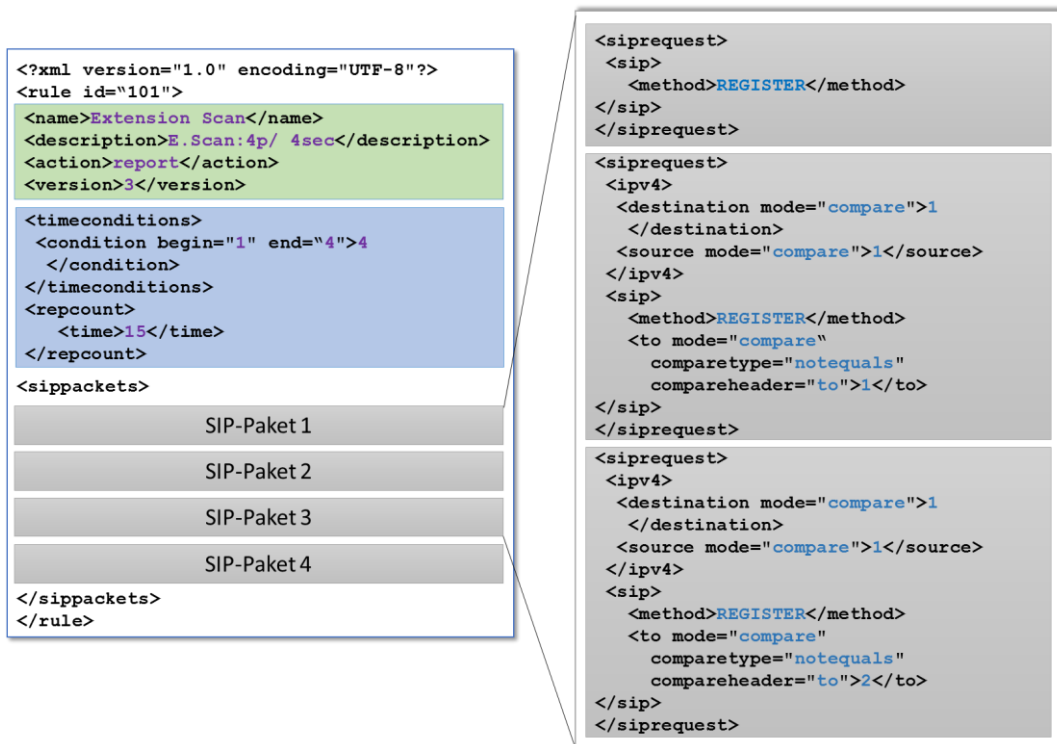 <?xml version="1.0" encoding="UTF-8"?>
<rule id=“101">
<name>Extension Scan</name>
<description>E.Scan:4p/ 4sec</description>
<action>report</action>
<version>3</version>
<timeconditions>
<condition begin="1" end=“4">4
</condition>
</timeconditions>
<repcount>
<time>15</time>
</repcount>
<sippackets>
SIP-Paket 1
SIP-Paket 2
SIP-Paket 3
SIP-Paket 4
</sippackets>
</rule>
<siprequest>
<sip>
<method>REGISTER</method>
</sip>
</siprequest>
<siprequest>
<ipv4>
<destination mode="compare">1
</destination>
<source mode="compare">1</source>
</ipv4>
<sip>
<method>REGISTER</method>
<to mode="compare“
comparetype="notequals"
compareheader="to">1</to>
</sip>
</siprequest>
<siprequest>
<ipv4>
<destination mode="compare">1
</destination>
<source mode="compare">1</source>
</ipv4>
<sip>
<method>REGISTER</method>
<to mode="compare"
comparetype="notequals"
compareheader="to">2</to>
</sip>
</siprequest>